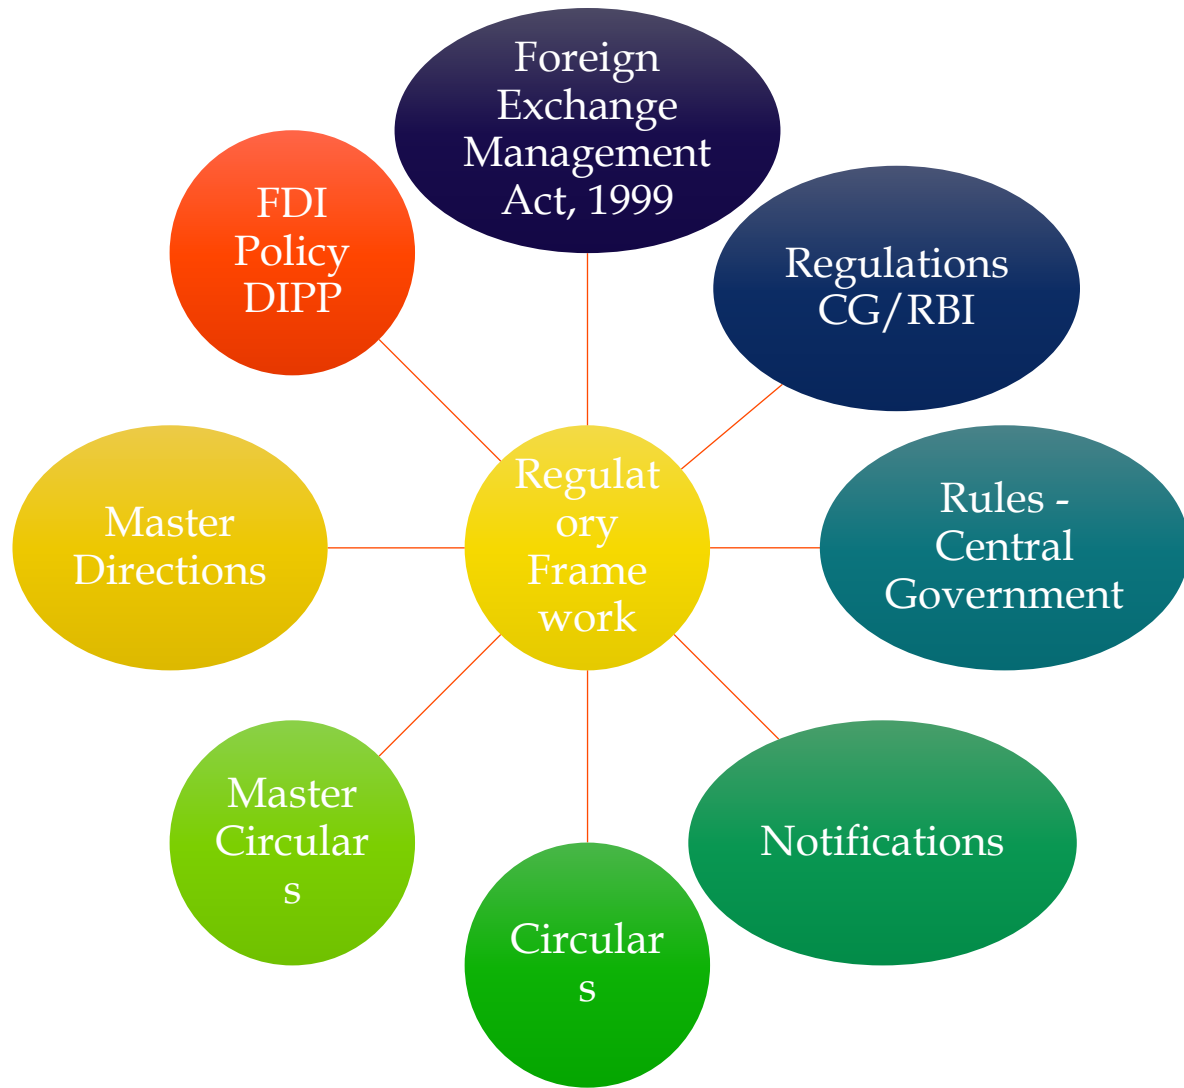 Foreign
Exchange
Management
Act, 1999
FDI
Policy
DIPP
Regulations
CG/RBI
Regulat
ory
Frame
work
Rules -
Central
Government
Master
Directions
Master
Circular
s
Notifications
Circular
s